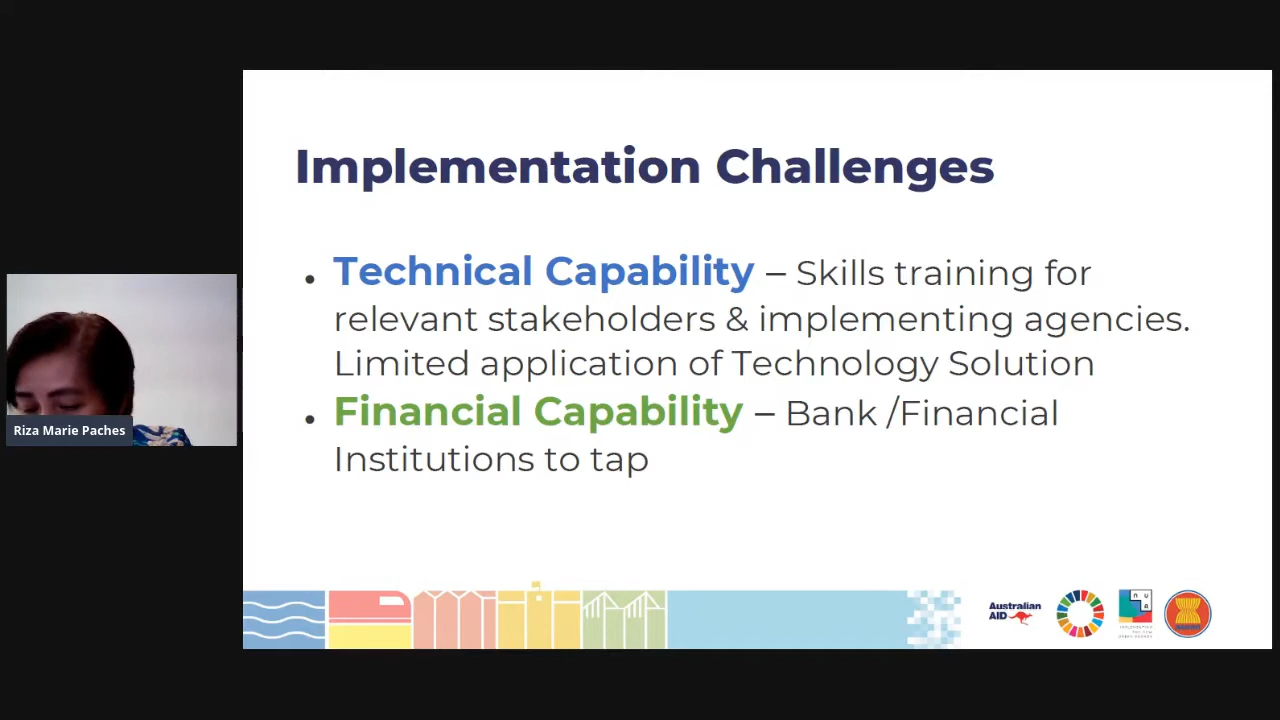 Implementation Challenges
• Technical Capability – Skills training for
relevant stakeholders & implementing agencies.
Limited application of Technology Solution
• Financial Capability – Bank /Financial
Institutions to tap
Riza Marie Paches
Australian
AID
N U
A